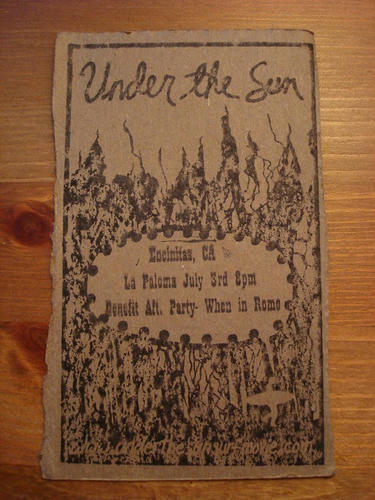 Under the Sun
Encinitas, CA
La Paloma July 3rd 8pm
Benefit Aft. Party- When in Rome